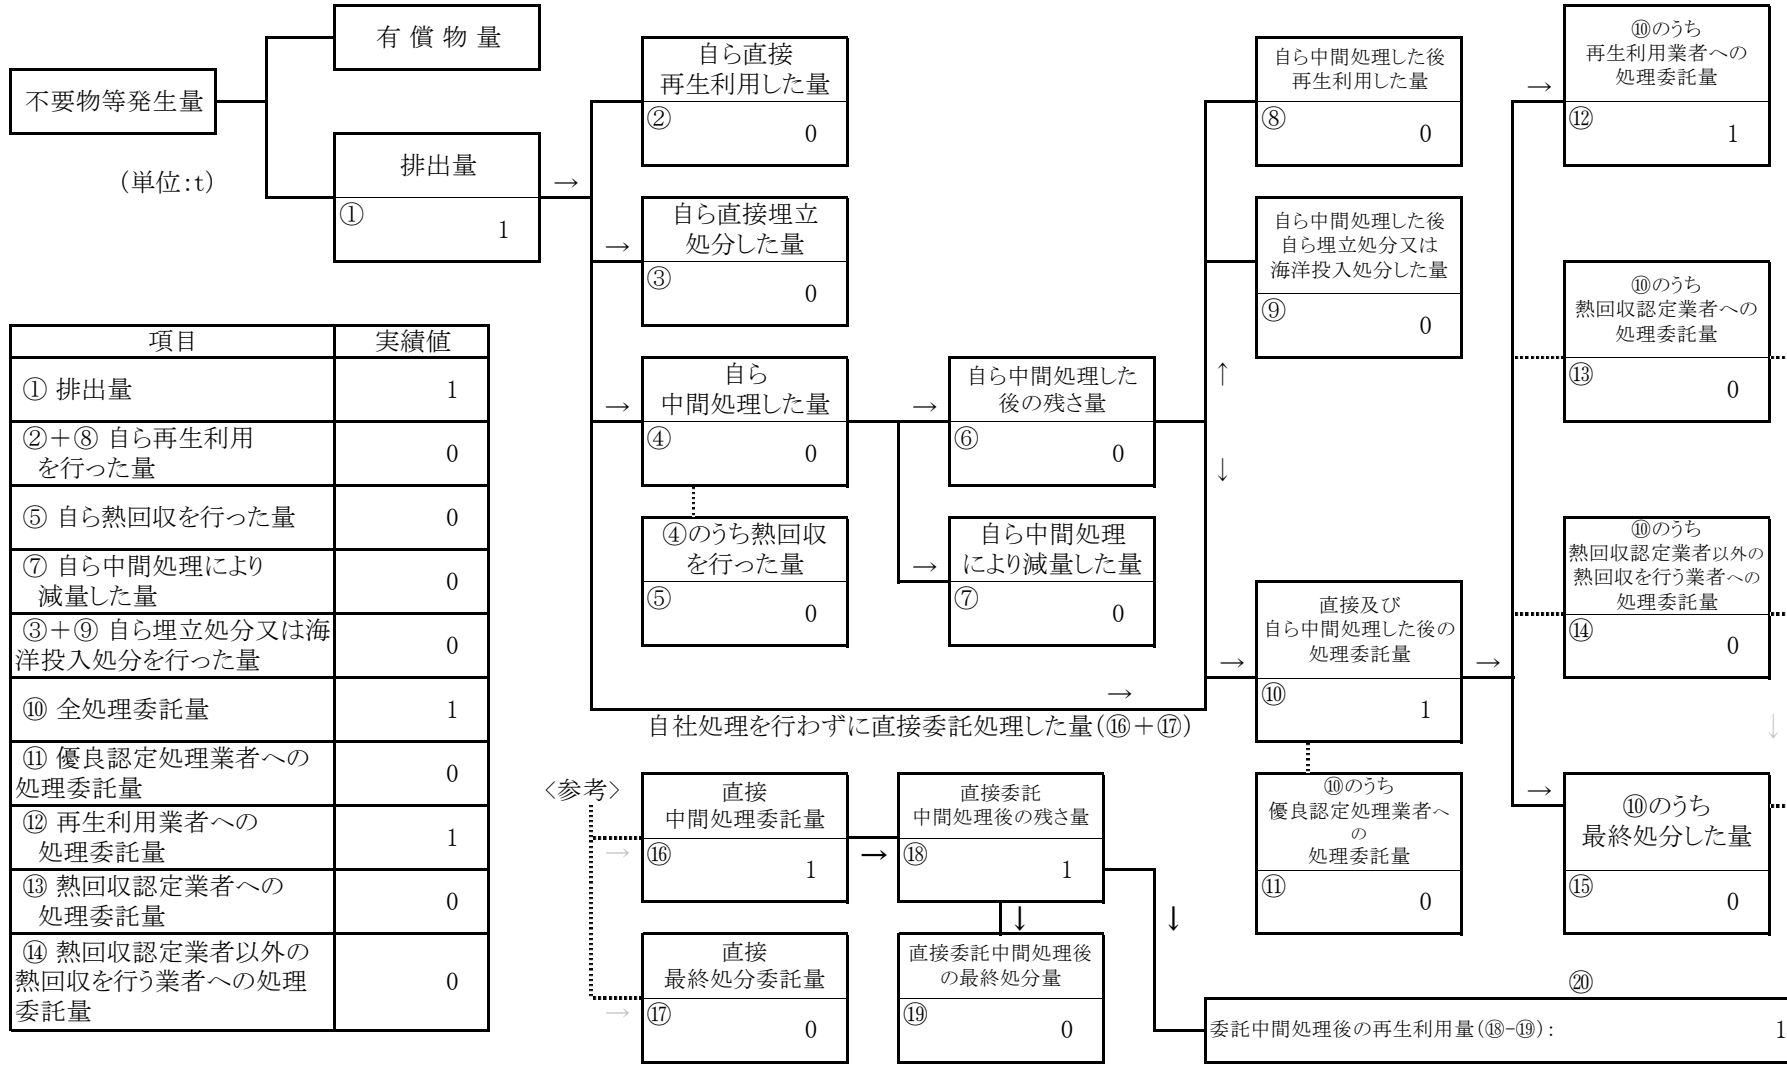 有 償 物 量
不要物等発生量
(単位:t)
排出量
①
1
→
自ら直接
再生利用した量
②
0
→
自ら直接埋立
処分した量
③
0
→
自ら
中間処理した量
④
0
④のうち熱回収
を行った量
⑤
0
→
自ら中間処理した
後の残さ量
⑥
0
→
自ら中間処理
により減量した量
⑦
0
↑
↓
自ら中間処理した後
再生利用した量
⑧
0
自ら中間処理した後
自ら埋立処分又は
海洋投入処分した量
⑨
0
→
自社処理を行わずに直接委託処理した量(⑯+⑰)
→
直接及び
自ら中間処理した後の
処理委託量
⑩
1
→
⑩のうち
優良認定処理業者へ
の
処理委託量
⑪
0
→
⑩のうち
再生利用業者への
処理委託量
⑫
1
⑩のうち
熱回収認定業者への
処理委託量
⑬
0
⑩のうち
熱回収認定業者以外の
熱回収を行う業者への
処理委託量
⑭
0
↓
→
⑩のうち
最終処分した量
⑮
0
項目 実績値
① 排出量 1
②+⑧ 自ら再生利用
を行った量 0
⑤ 自ら熱回収を行った量 0
⑦ 自ら中間処理により
減量した量 0
③+⑨ 自ら埋立処分又は海
洋投入処分を行った量 0
⑩ 全処理委託量 1
⑪ 優良認定処理業者への
処理委託量 0
⑫ 再生利用業者への
処理委託量 1
⑬ 熱回収認定業者への
処理委託量 0
⑭ 熱回収認定業者以外の
熱回収を行う業者への処理
委託量 0
<参考>
→
直接
中間処理委託量
⑯
1
→
直接委託
中間処理後の残さ量
⑱
1
↓
↓
→
直接
最終処分委託量
⑰
0
直接委託中間処理後
の最終処分量
⑲
0
⑳
委託中間処理後の再生利用量(⑱-⑲): 1